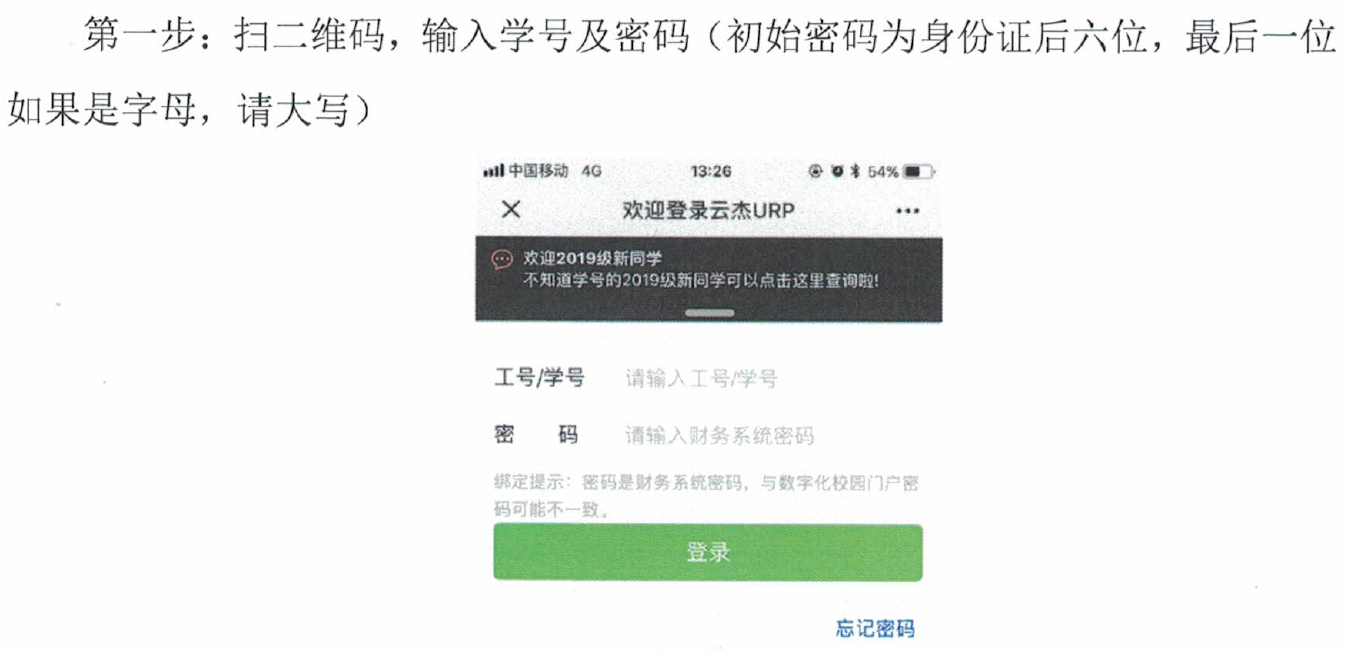 第一步：扫二维码，输入学号及密码（初始密码为身份证后六位，最后一位
如果是字母，请大写）
中国移动 4G 13:26 54%
欢迎登录云杰URP
欢迎2019级新同学
不知道学号的2019级新同学可以点击这里查询啦!
工号/学号 请输入工号/学号
密 码 请输入财务系统密码
绑定提示：密码是财务系统密码，与数字化校园门户密
码可能不一致。
登录
忘记密码